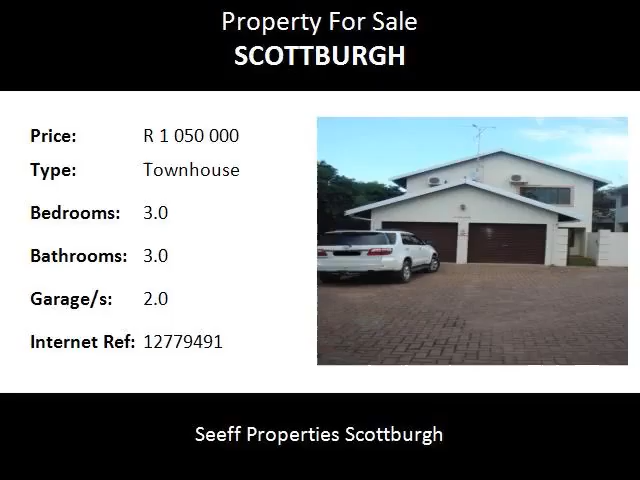 Property For Sale
SCOTTBURGH
Price: R 1 050 000
Type: Townhouse
Bedrooms: 3.0
Bathrooms: 3.0
Garage/s: 2.0
Internet Ref: 12779491
Seeff Properties Scottburgh